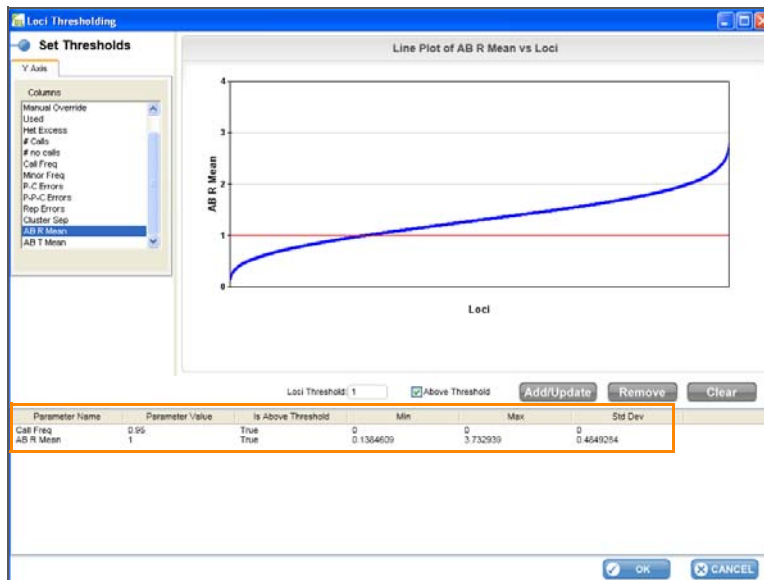 Loci Thresholding
Set Thresholds
Y Axis
Columns
Manual Override
Used
Het Excess
# Calls
# no calls
Call Freq
Minor Freq
P-C Errors
P-P-C Errors
Rep Errors
Cluster Sep
AB R Mean
AB T Mean
Line Plot of AB R Mean vs Loci
AB R Mean
4
3
2
1
0
Loci
Loci Threshold: 1 Above Threshold Add/Update Remove Clear
Parameter Name Parameter Value Is Above Threshold Min Max Std Dev
Call Freq 0.95 True 0 0 0
AB R Mean 1 True 0.1384609 3.732939 0.4849284
OK CANCEL